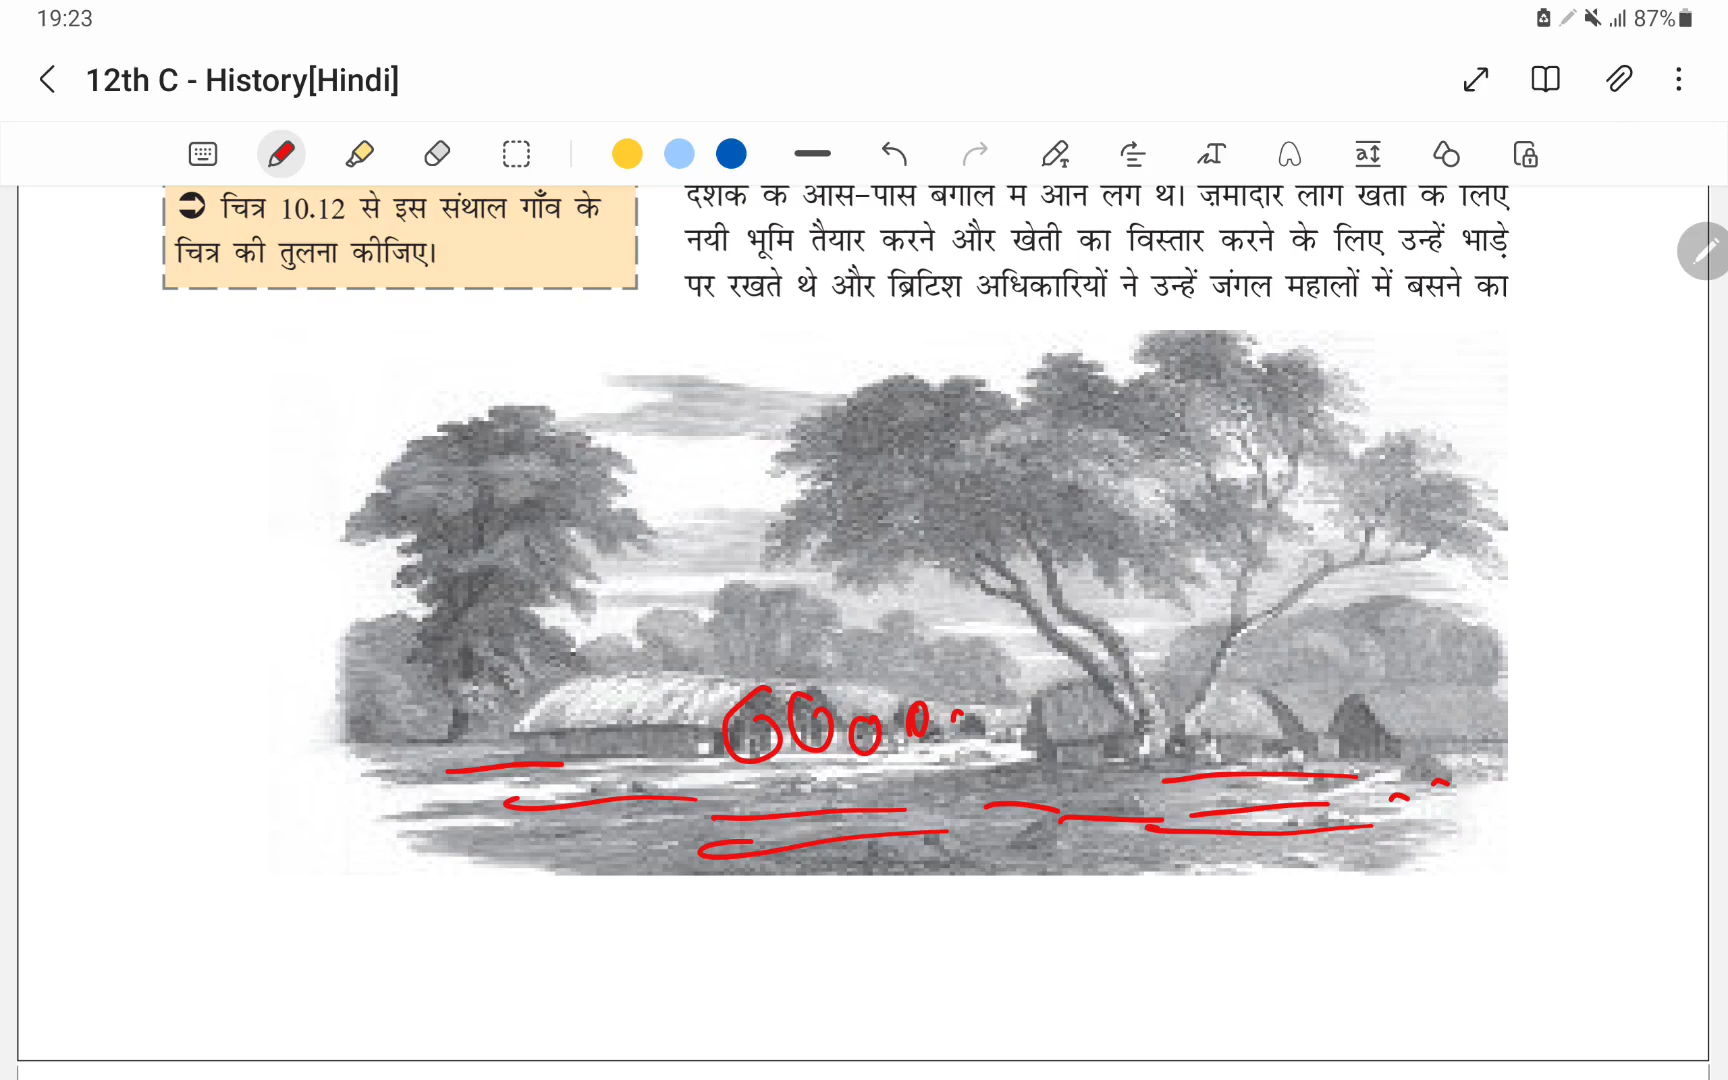 19:23
87%
12th C - History[Hindi]
चित्र 10.12 से इस संथाल गाँव के
चित्र की तुलना कीजिए।
दशक के आस-पास बंगाल में आने लगे थे। ज़मींदार लोग खेती के लिए
नयी भूमि तैयार करने और खेती का विस्तार करने के लिए उन्हें भाड़े
पर रखते थे और ब्रिटिश अधिकारियों ने उन्हें जंगल महालों में बसने का